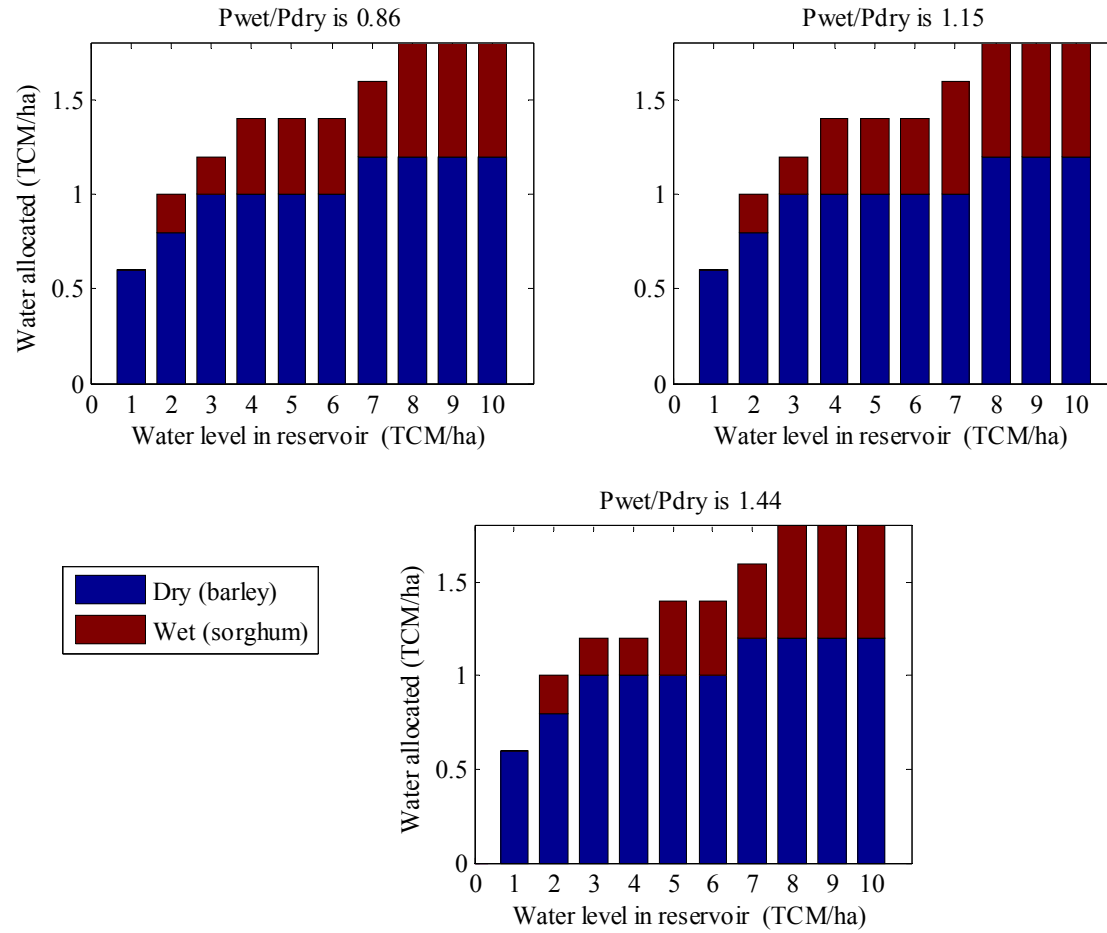 Pwet/Pdry is 0.86
1.5
1
0.5
0
0 1 2 3 4 5 6 7 8 9 10
Water level in reservoir (TCM/ha)
Water allocated (TCM/ha)
Pwet/Pdry is 1.15
1.5
1
0.5
0
0 1 2 3 4 5 6 7 8 9 10
Water level in reservoir (TCM/ha)
Dry (barley)
Wet (sorghum)
Pwet/Pdry is 1.44
1.5
1
0.5
0
0 1 2 3 4 5 6 7 8 9 10
Water level in reservoir (TCM/ha)
Water allocated (TCM/ha)